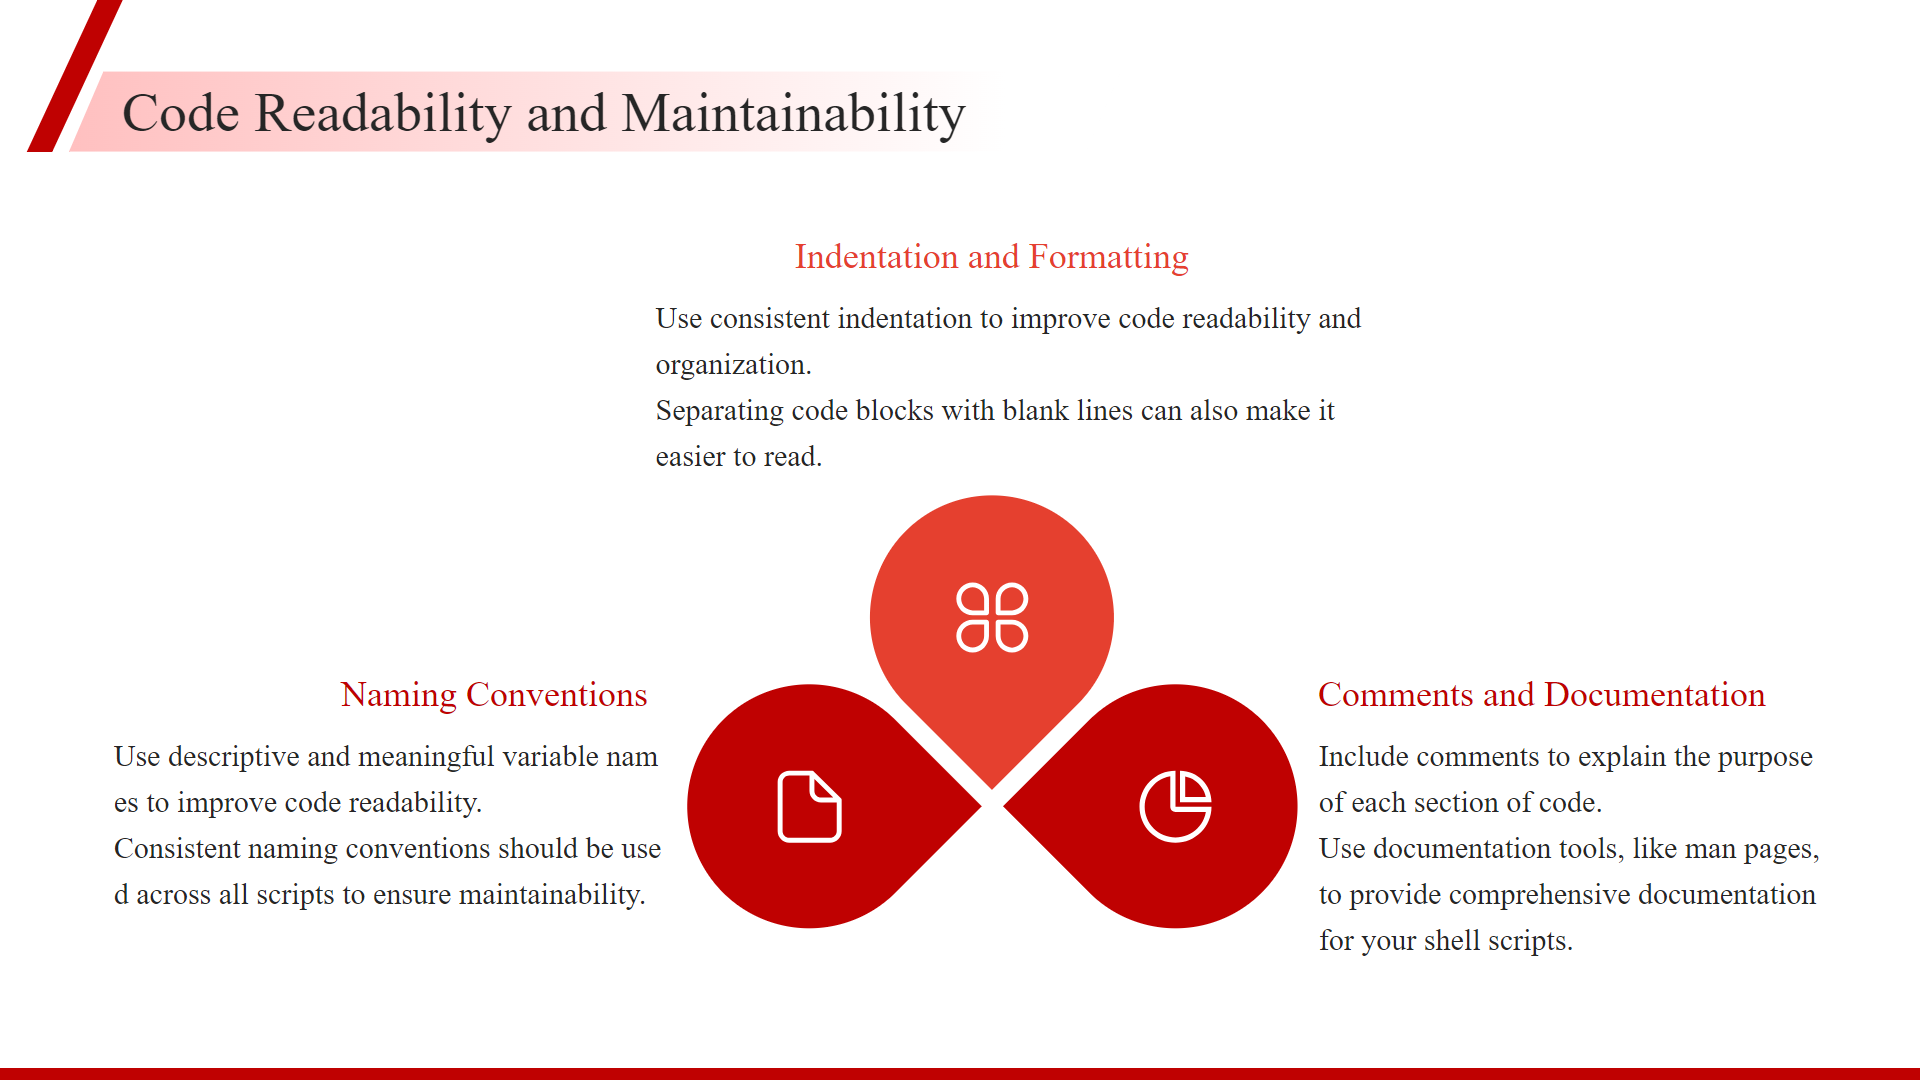 Code Readability and Maintainability
Indentation and Formatting
Use consistent indentation to improve code readability and
organization.
Separating code blocks with blank lines can also make it
easier to read.
Naming Conventions
Use descriptive and meaningful variable nam
es to improve code readability.
Consistent naming conventions should be use
d across all scripts to ensure maintainability.
Comments and Documentation
Include comments to explain the purpose
of each section of code.
Use documentation tools, like man pages,
to provide comprehensive documentation
for your shell scripts.